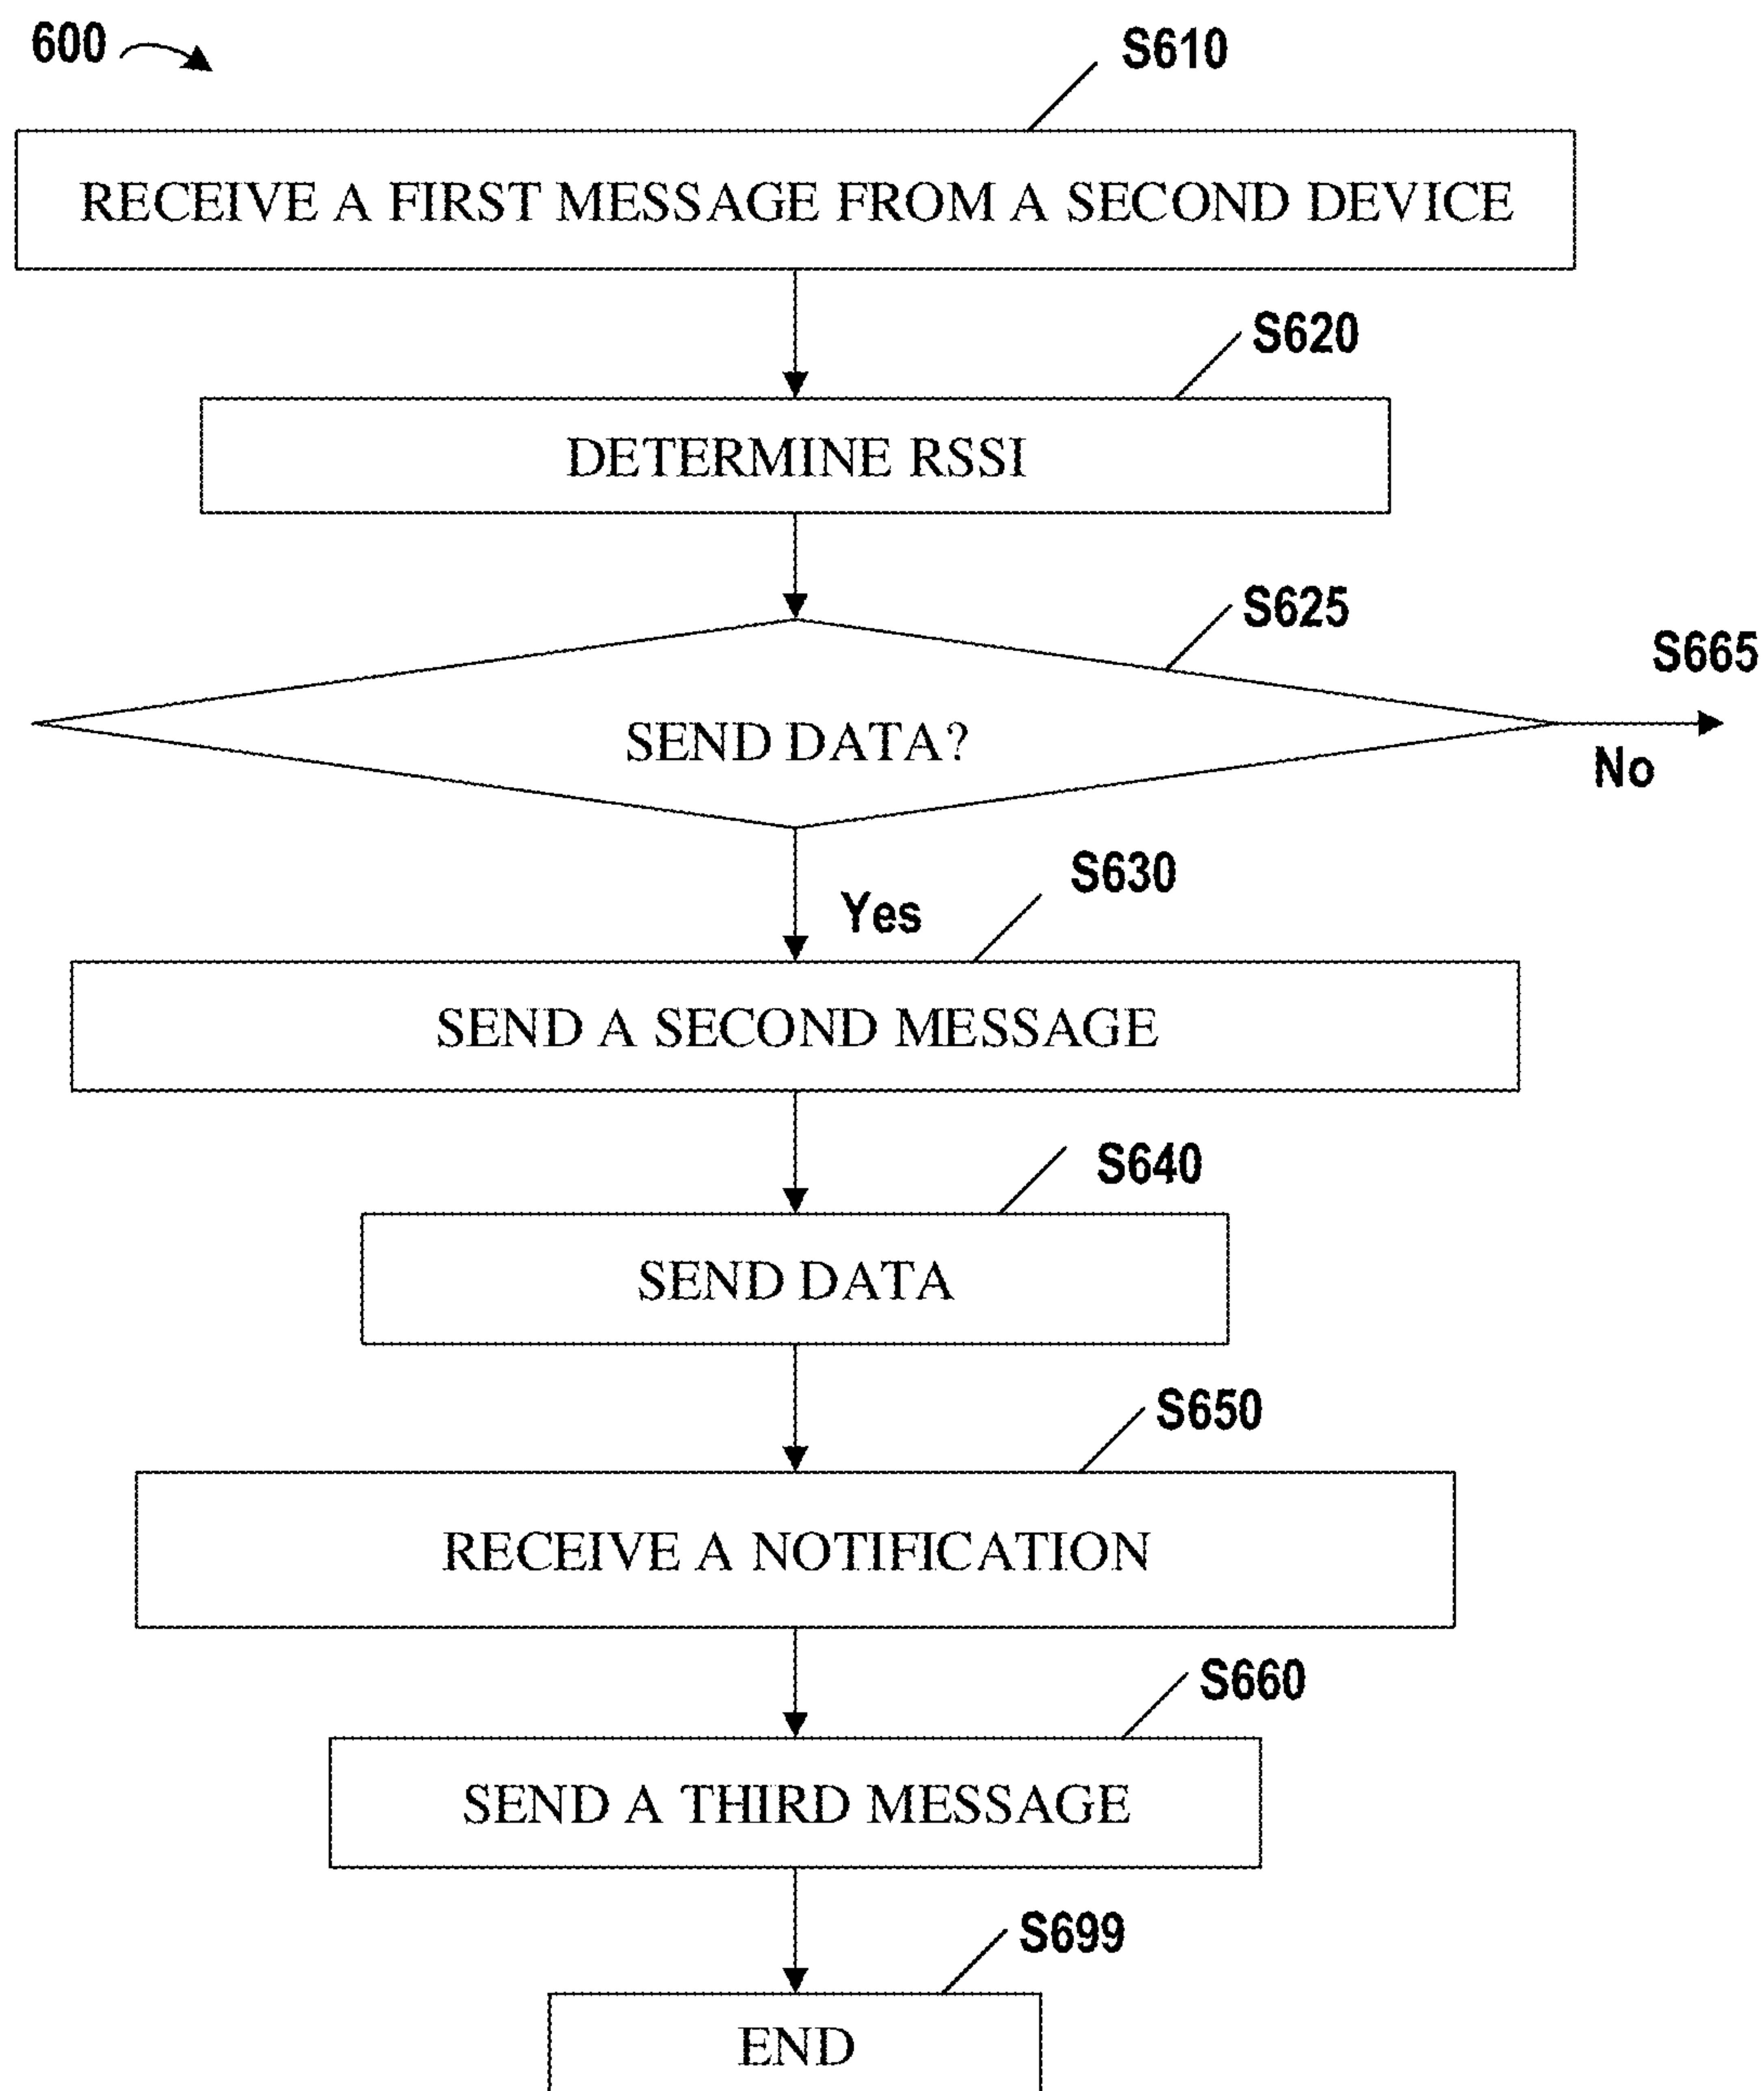 600
S610
RECEIVE A FIRST MESSAGE FROM A SECOND DEVICE
S620
DETERMINE RSSI
S625
S665
SEND DATA?
No
Yes
S630
SEND A SECOND MESSAGE
S640
SEND DATA
S650
RECEIVE A NOTIFICATION
S660
SEND A THIRD MESSAGE
S699
END